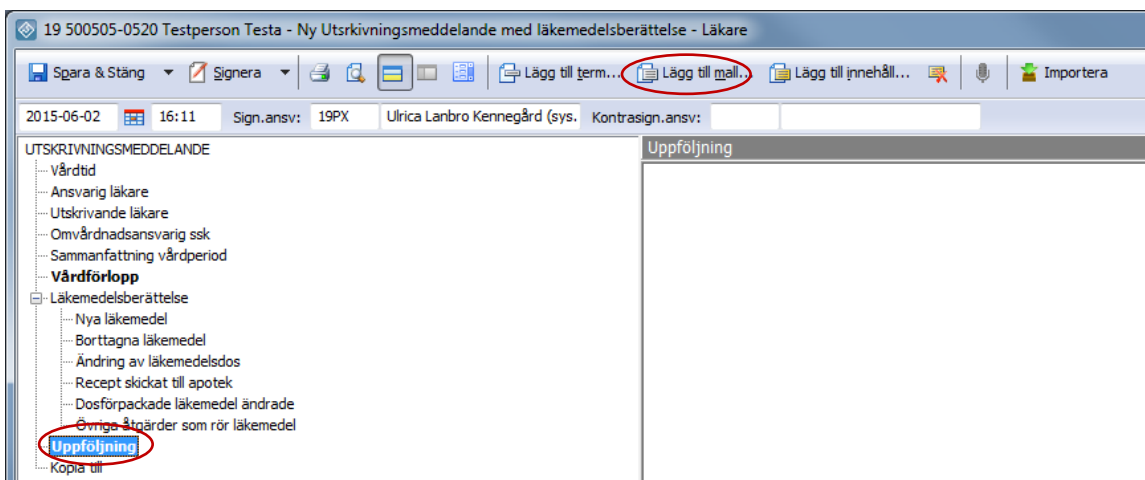 19 500505-0520 Testperson Testa - Ny Utsrkivningsmeddelande med läkemedelsberättelse - Läkare
Spara & Stäng Signera Lägg till term... Lägg till mall... Lägg till innehåll... Importera
2015-06-02 16:11 Sign.ansv: 19PX Ulrica Lanbro Kennegård (sys. Kontrasign.ansv:
UTSKRIVNINGSMEDDELANDE
Uppföljning
Vårdtid
Ansvarig läkare
Utskrivande läkare
Omvårdnadsansvarig ssk
Sammanfattning vårdperiod
Vårdförlopp
Läkemedelsberättelse
Nya läkemedel
Borttagna läkemedel
Ändring av läkemedelsdos
Recept skickat till apotek
Dosförpackade läkemedel ändrade
Övriga åtgärder som rör läkemedel
Uppföljning
Kopia till